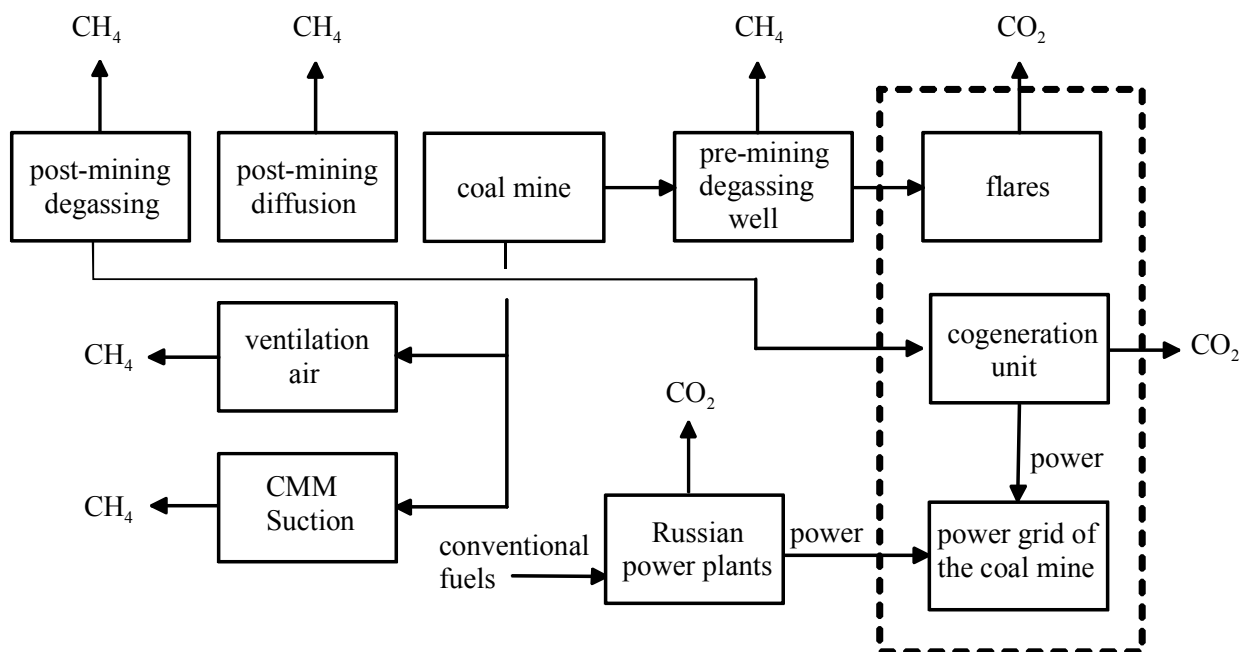 CH₄
CH₄
CH₄
CO₂
post-mining
degassing
post-mining
diffusion
coal mine
pre-mining
degassing
well
flares
CH₄
ventilation
air
cogeneration
unit
CO₂
CO₂
power
CH₄
CMM
Suction
conventional
fuels
Russian
power plants
power
power grid of
the coal mine